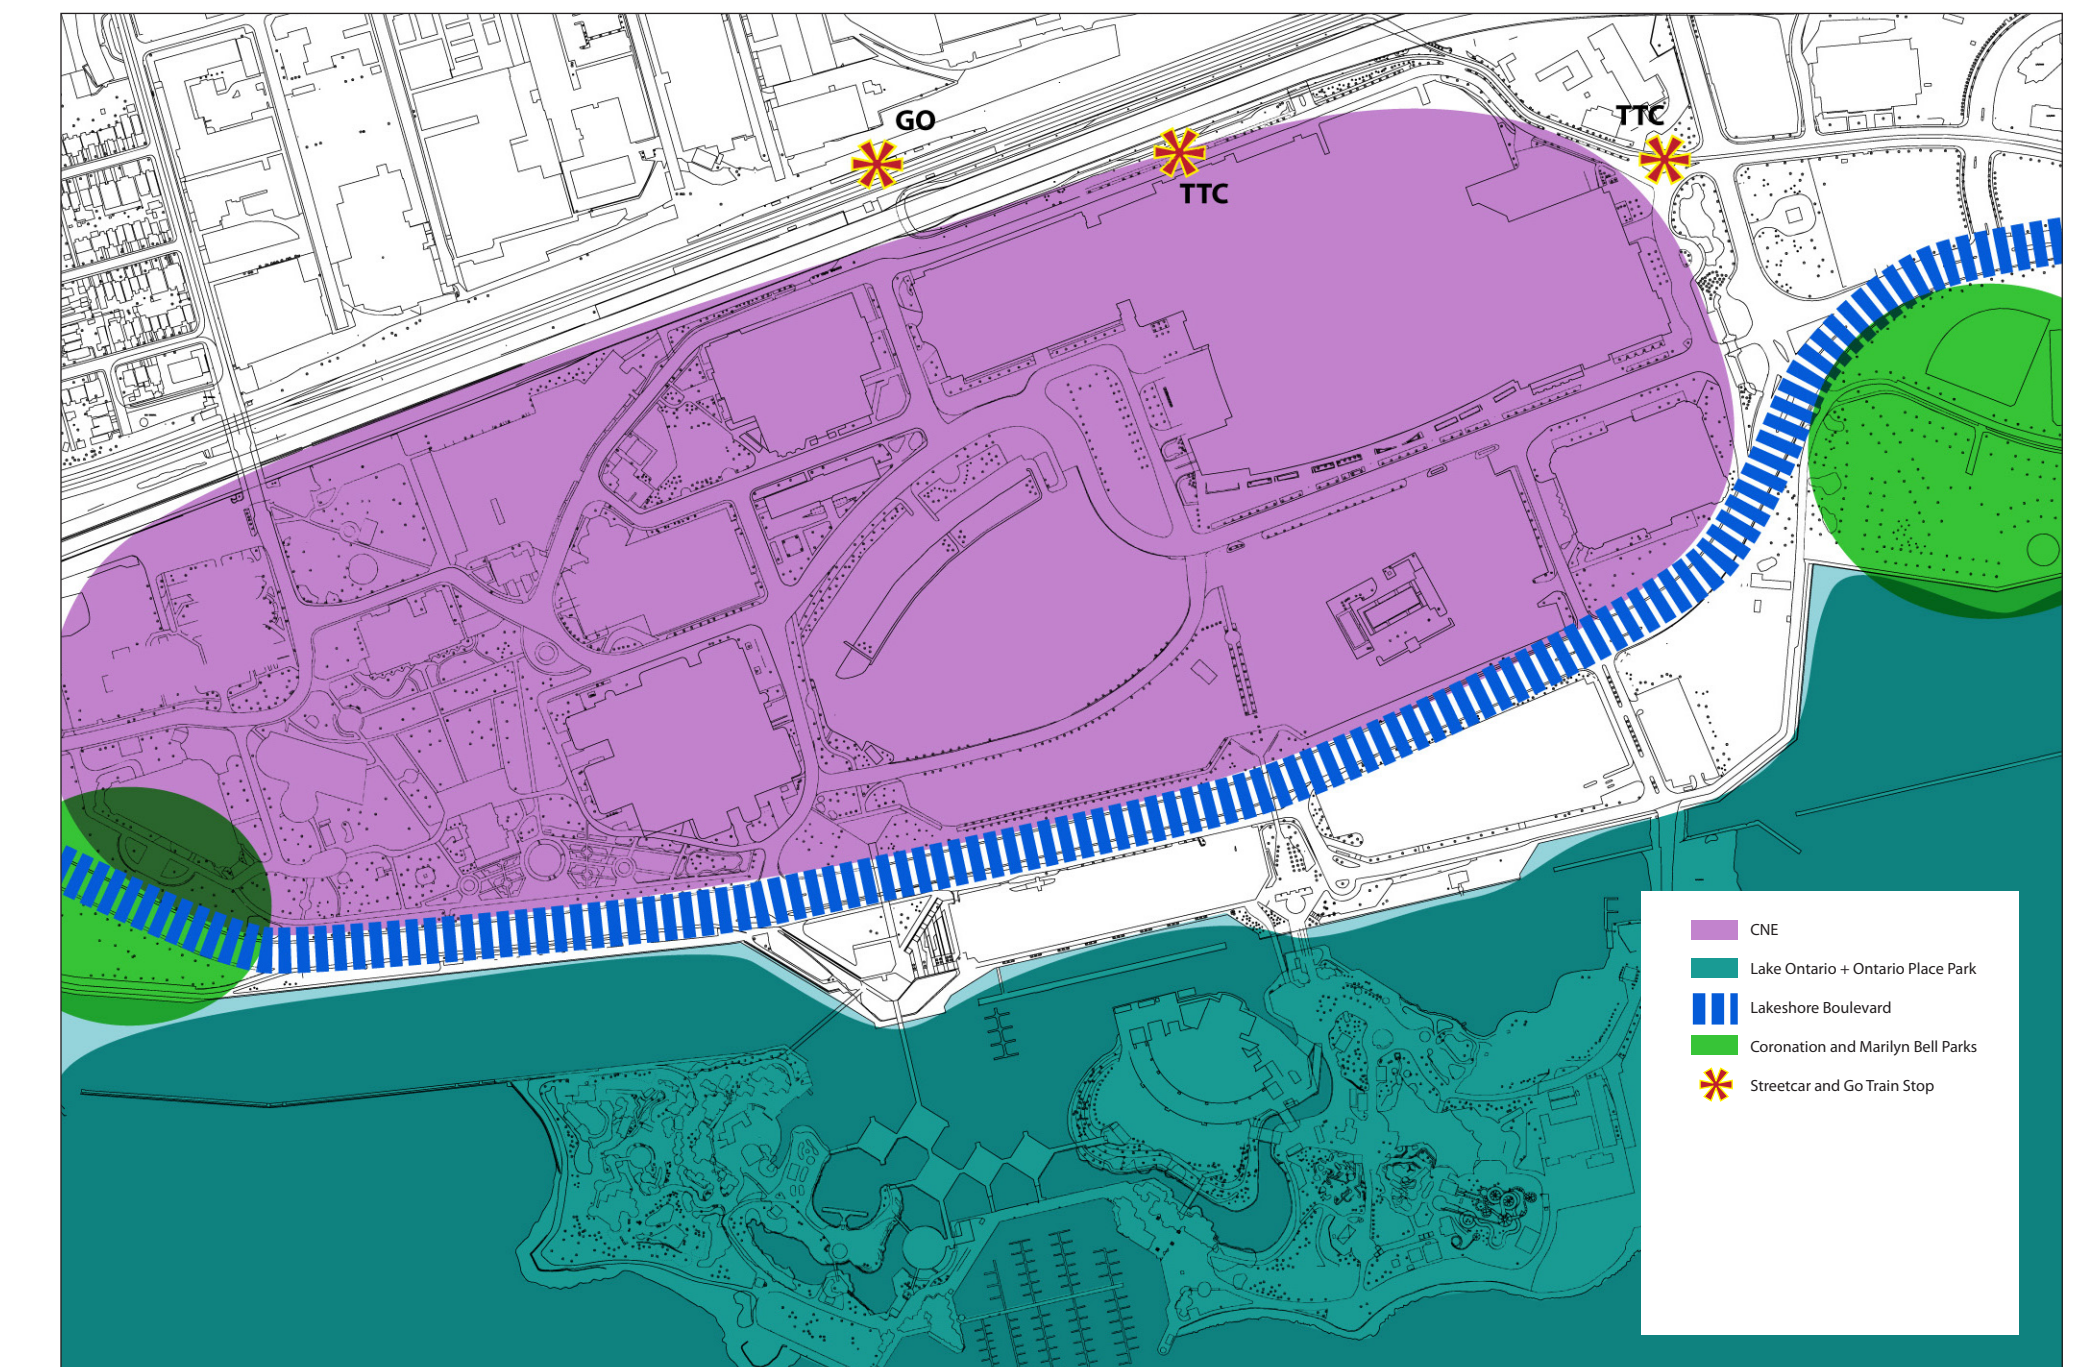 GO
TTC
TTC
CNE
Lake Ontario + Ontario Place Park
Lakeshore Boulevard
Coronation and Marilyn Bell Parks
Streetcar and Go Train Stop